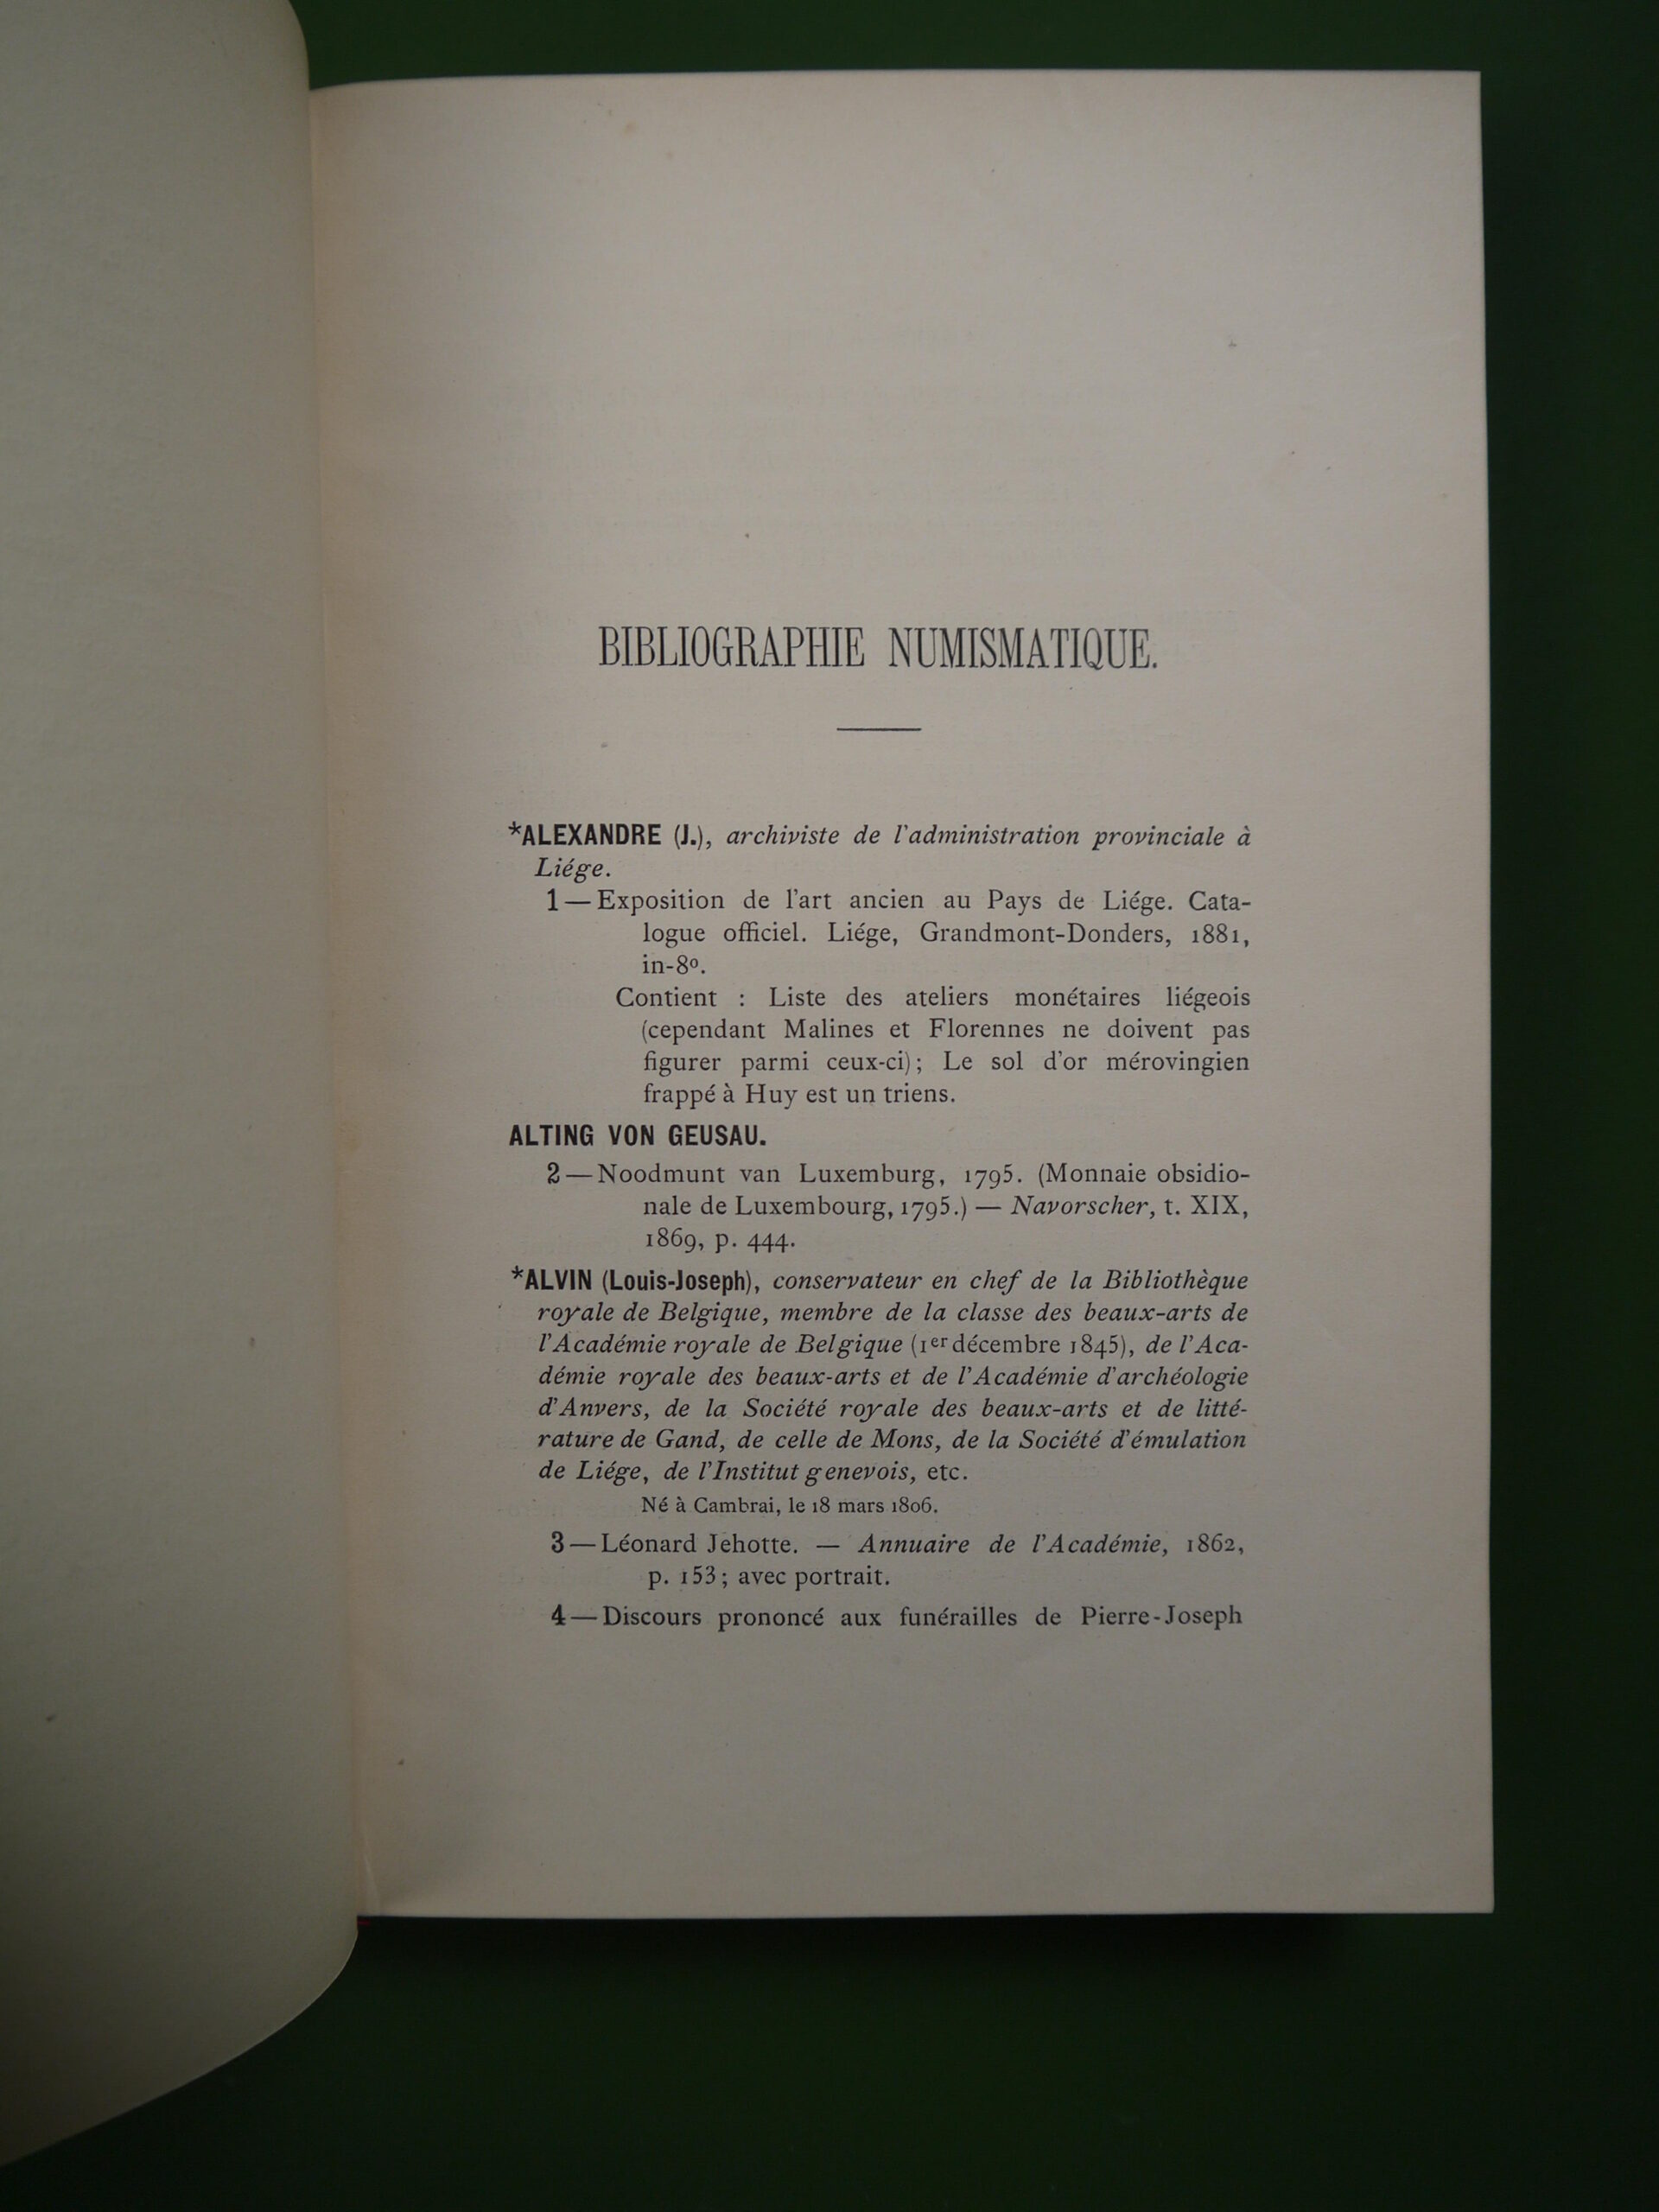 BIBLIOGRAPHIE NUMISMATIQUE.
*ALEXANDRE (J.), archiviste de l'administration provinciale à
Liége.
1—Exposition de l'art ancien au Pays de Liége. Cata-
logue officiel. Liége, Grandmont-Donders, 1881,
in-8º.
Contient : Liste des ateliers monétaires liégeois
(cependant Malines et Florennes ne doivent pas
figurer parmi ceux-ci); Le sol d'or mérovingien
frappé à Huy est un triens.
ALTING VON GEUSAU.
2—Noodmunt van Luxemburg, 1795. (Monnaie obsidio-
nale de Luxembourg, 1795.) — Navorscher, t. XIX,
1869, p. 444.
*ALVIN (Louis-Joseph), conservateur en chef de la Bibliothèque
royale de Belgique, membre de la classe des beaux-arts de
l'Académie royale de Belgique (1er décembre 1845), de l'Aca-
démie royale des beaux-arts et de l'Académie d'archéologie
d'Anvers, de la Société royale des beaux-arts et de litté-
rature de Gand, de celle de Mons, de la Société d'émulation
de Liége, de l'Institut genevois, etc.
Né à Cambrai, le 18 mars 1806.
3—Léonard Jehotte. — Annuaire de l'Académie, 1862,
p. 153; avec portrait.
4—Discours prononcé aux funérailles de Pierre-Joseph